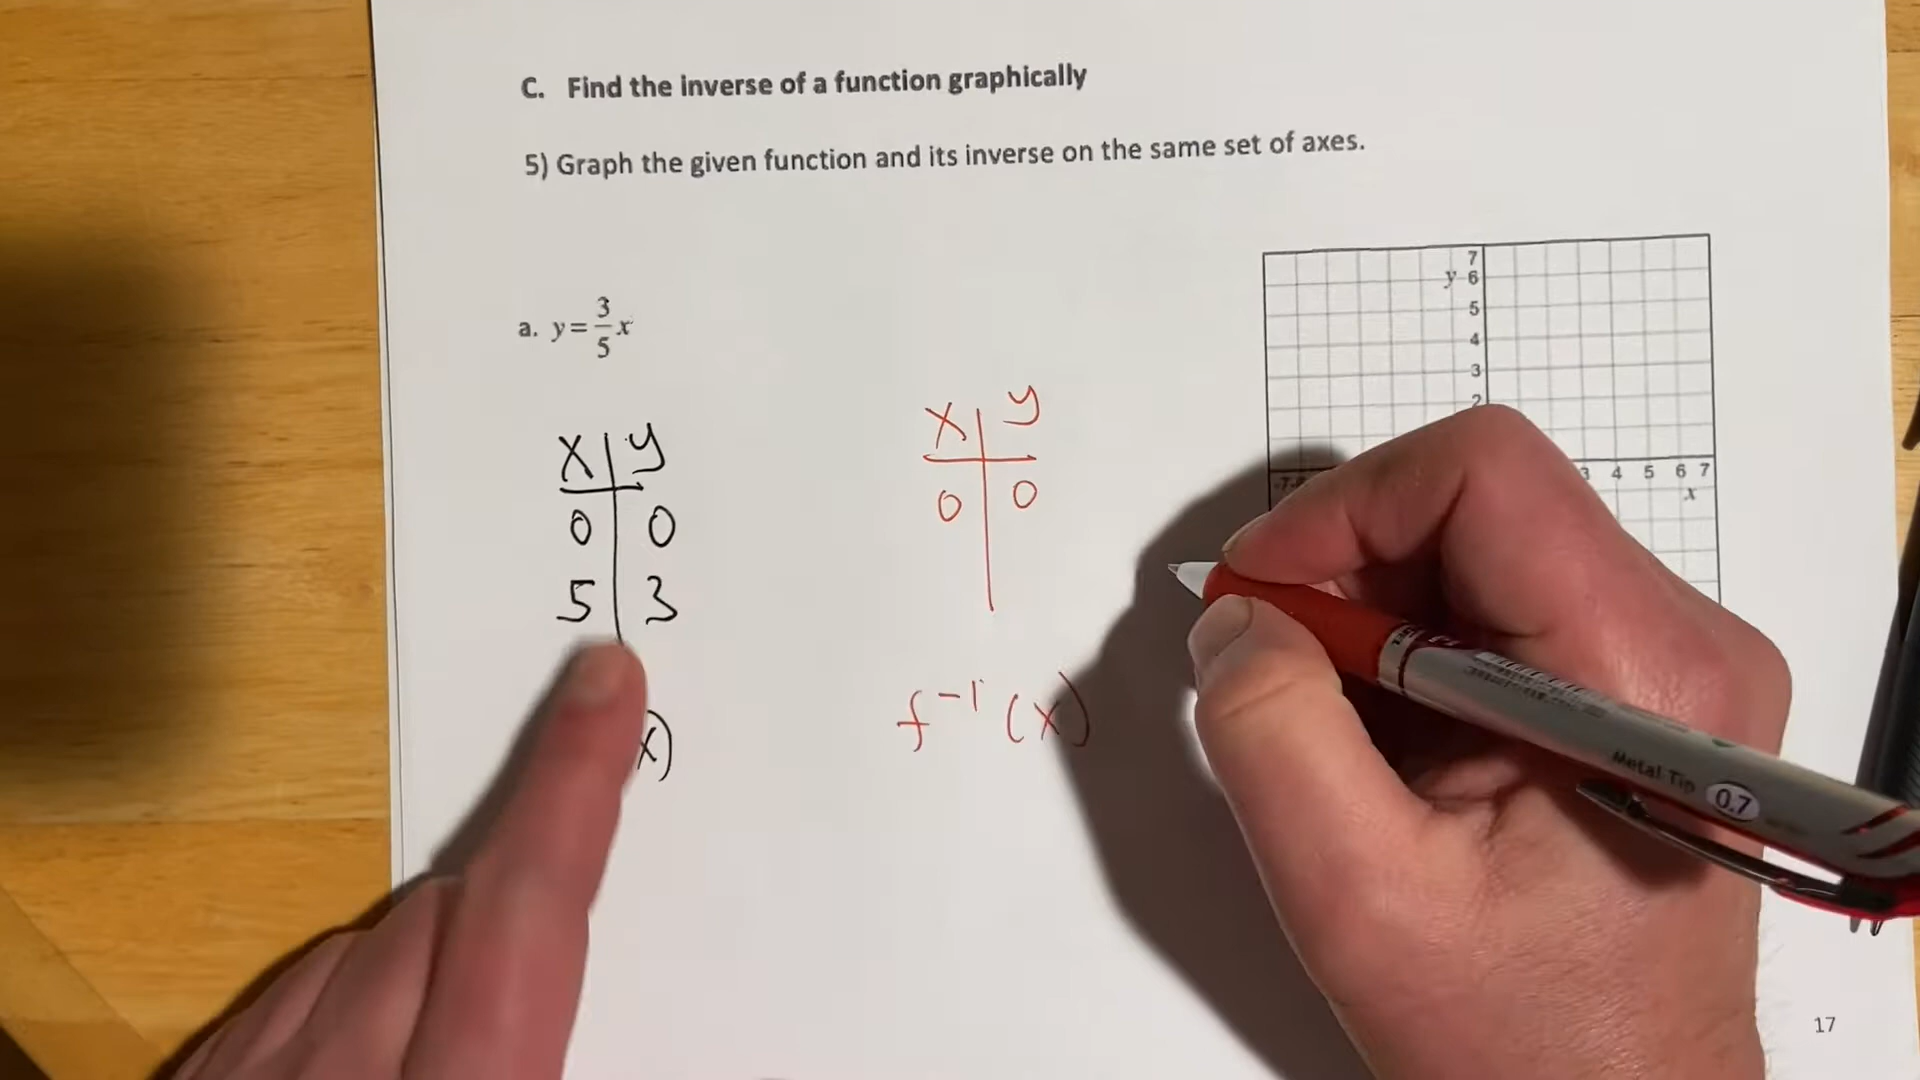 C. Find the inverse of a function graphically
5) Graph the given function and its inverse on the same set of axes.
a. y = 3/5 x
x | y
0 | 0
5 | 3
x)
x | y
0 | 0
f⁻¹(x)
7
y 6
5
4
3
2
3 4 5 6 7
x
Metal Tip 0.7
17